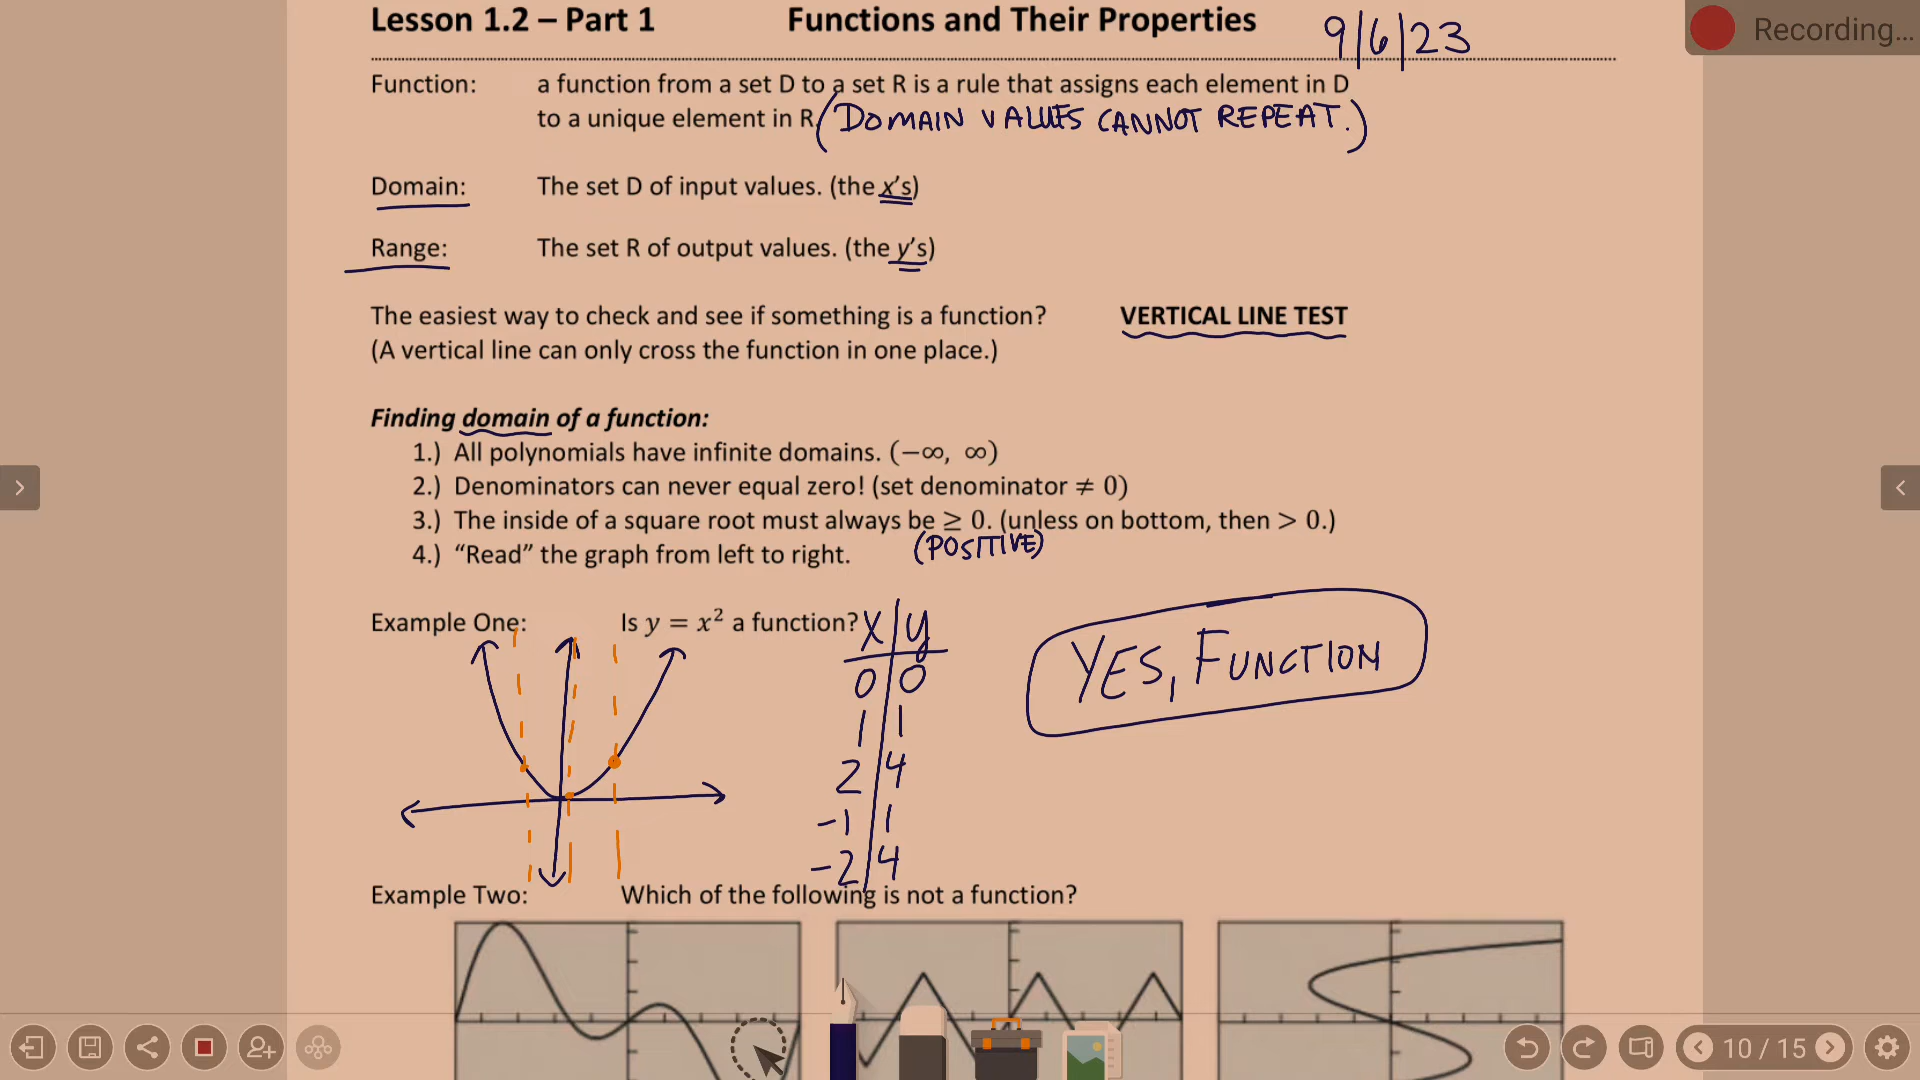 Lesson 1.2 – Part 1 Functions and Their Properties 9/6/23
Recording...
Function: a function from a set D to a set R is a rule that assigns each element in D
to a unique element in R. (DOMAIN VALUES CANNOT REPEAT.)
Domain: The set D of input values. (the x's)
Range: The set R of output values. (the y's)
The easiest way to check and see if something is a function? VERTICAL LINE TEST
(A vertical line can only cross the function in one place.)
Finding domain of a function:
1.) All polynomials have infinite domains. (−∞, ∞)
2.) Denominators can never equal zero! (set denominator ≠ 0)
3.) The inside of a square root must always be ≥ 0. (unless on bottom, then > 0.)
4.) “Read” the graph from left to right. (POSITIVE)
Example One: Is y = x² a function?
x y
0 0
1 1
2 4
-1 1
-2 4
YES, FUNCTION
Example Two: Which of the following is not a function?
10 / 15